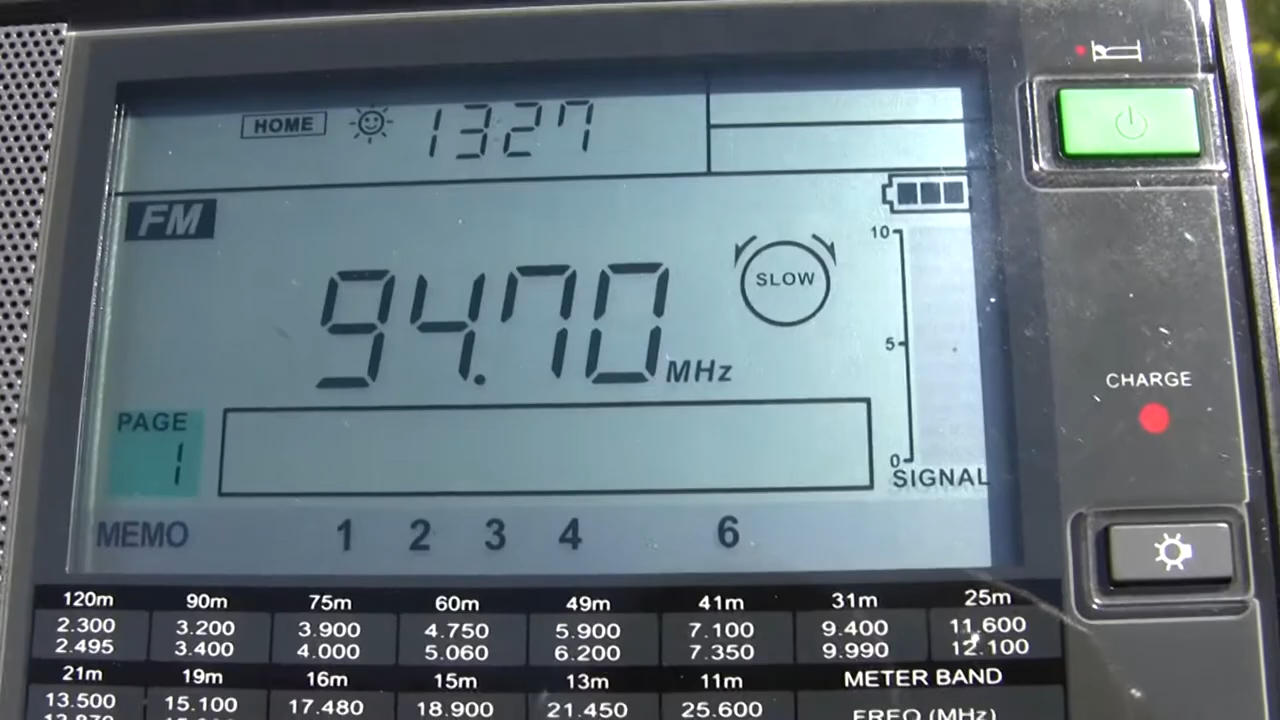 HOME 1327
FM
10
SLOW
94.70 MHz
5
CHARGE
PAGE
1
0
SIGNAL
MEMO 1 2 3 4 6
120m 90m 75m 60m 49m 41m 31m 25m
2.300 3.200 3.900 4.750 5.900 7.100 9.400 11.600
2.495 3.400 4.000 5.060 6.200 7.350 9.990 12.100
21m 19m 16m 15m 13m 11m METER BAND
13.500 15.100 17.480 18.900 21.450 25.600 FREQ (MHz)